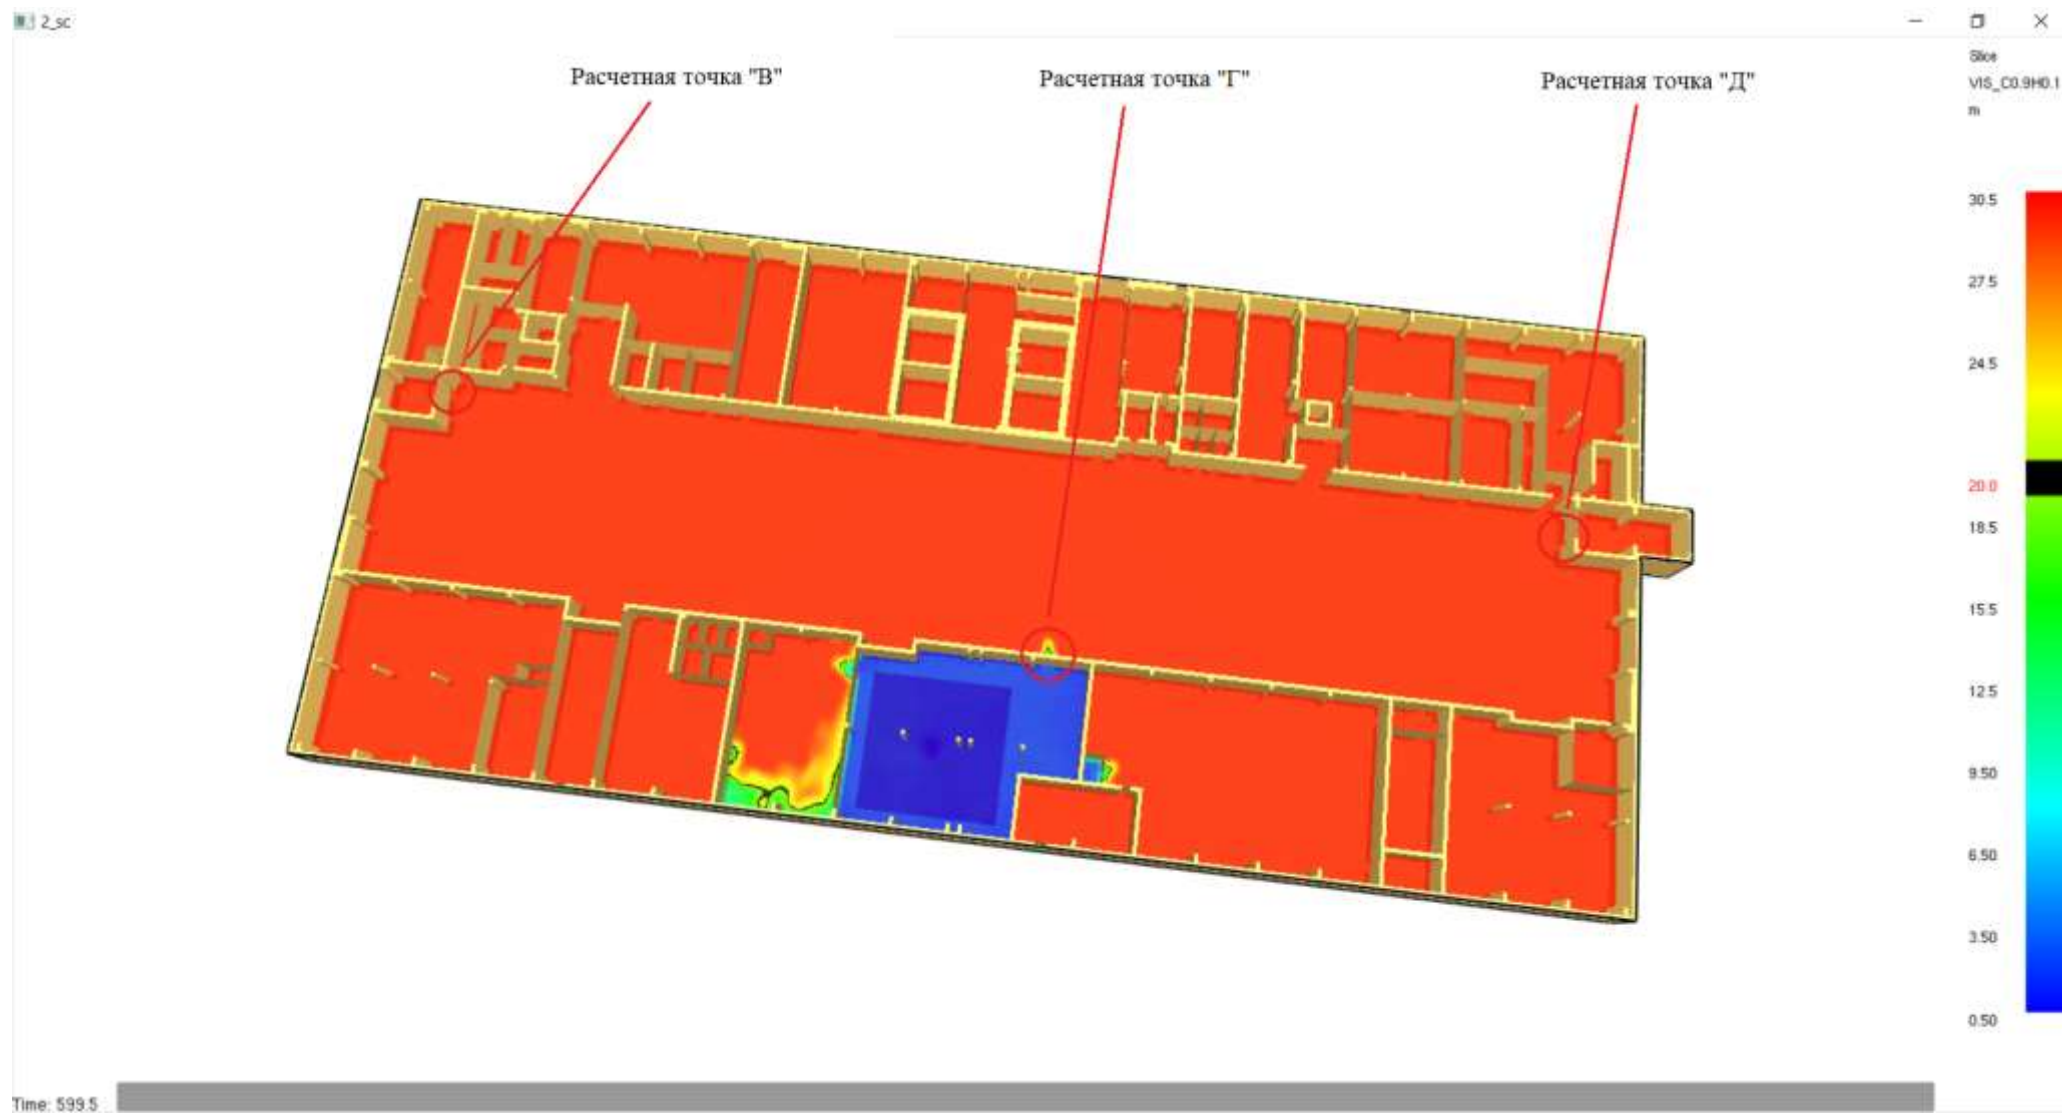 2_sc
Расчетная точка "В"
Расчетная точка "Г"
Расчетная точка "Д"
Slice
VIS_C0.9H0.1
m
30.5
27.5
24.5
20.0
18.5
15.5
12.5
9.50
6.50
3.50
0.50
Time: 599.5